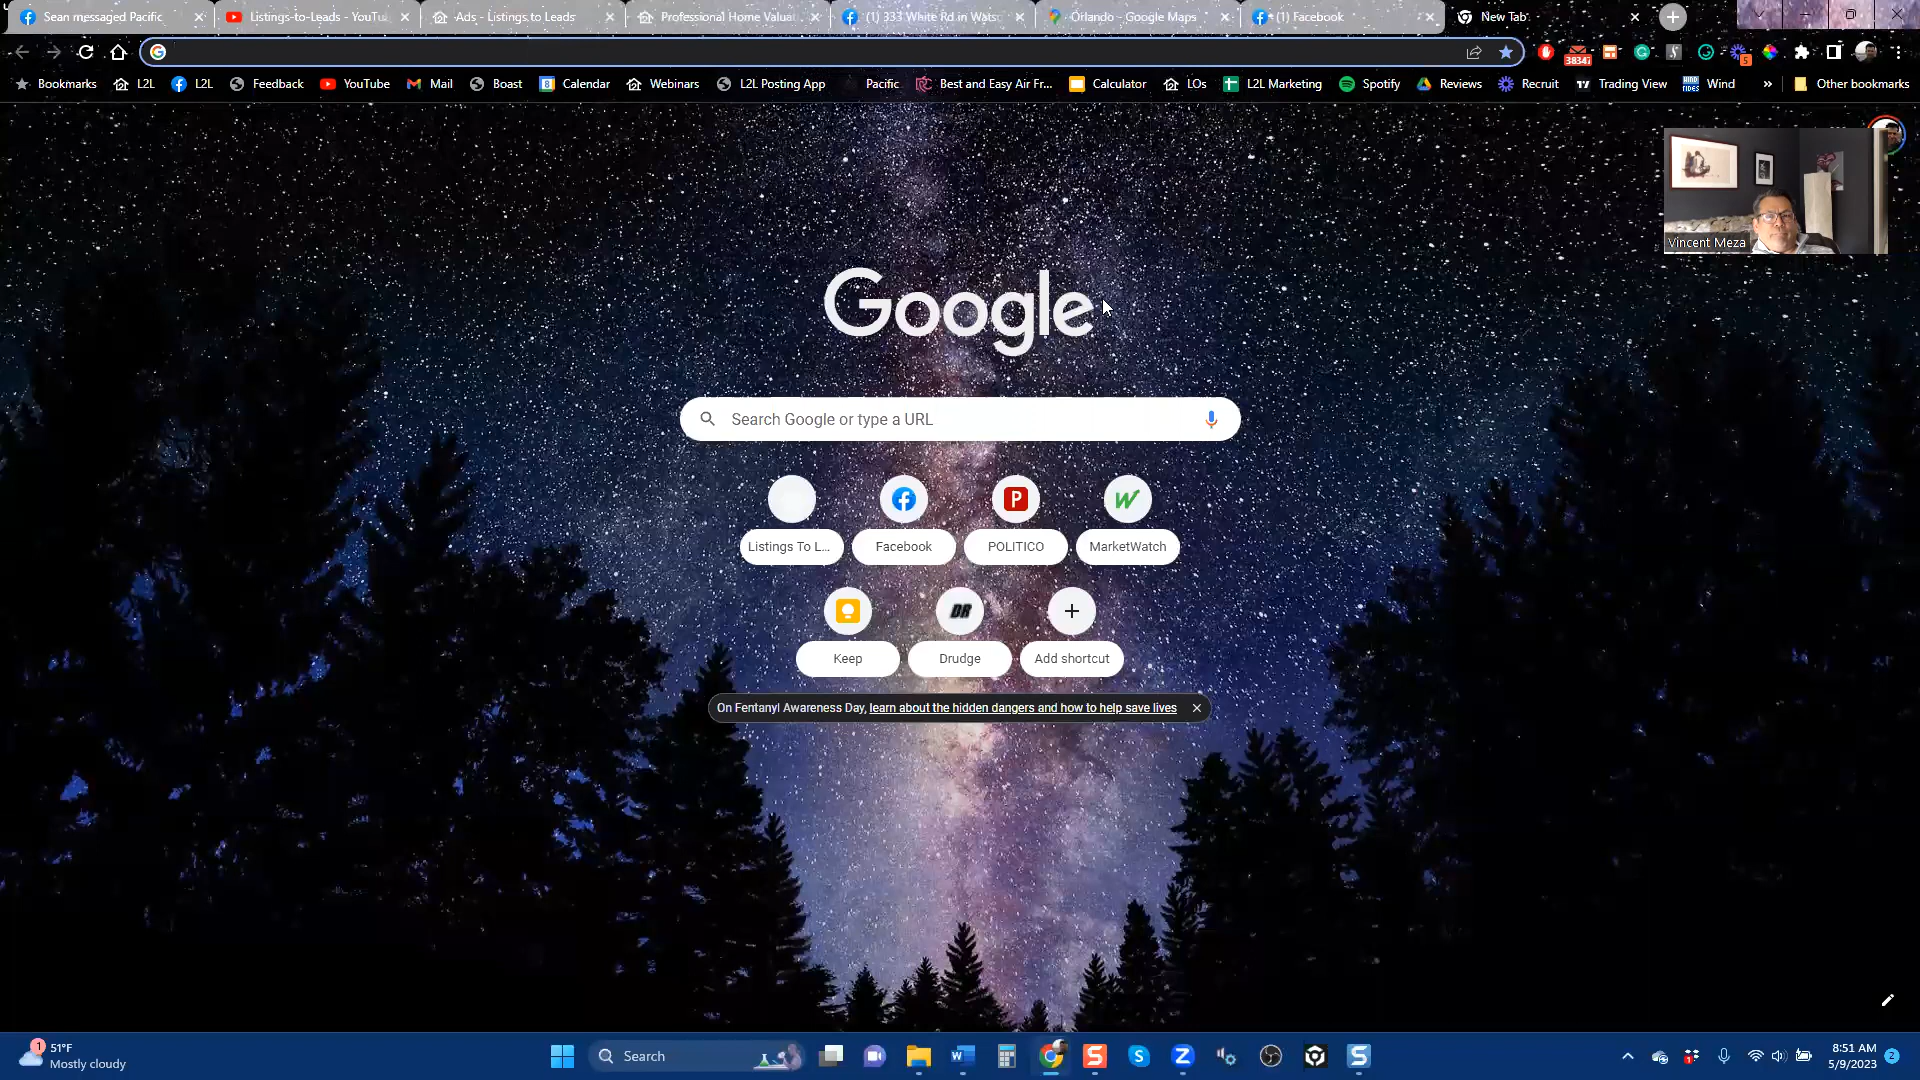 Sean messaged Pacific
Listings-to-Leads - YouTu
Ads - Listings to Leads
Professional Home Valuat
(1) 333 White Rd in Wats
Orlando - Google Maps
(1) Facebook
New Tab
38347
5
Bookmarks
L2L
L2L
Feedback
YouTube
Mail
Boast
Calendar
Webinars
L2L Posting App
Pacific
Best and Easy Air Fr...
Calculator
LOs
L2L Marketing
Spotify
Reviews
Recruit
Trading View
Wind
»
Other bookmarks
Vincent Meza
Google
Search Google or type a URL
Listings To L...
Facebook
POLITICO
MarketWatch
Keep
Drudge
Add shortcut
On Fentanyl Awareness Day, learn about the hidden dangers and how to help save lives
1
51°F
Mostly cloudy
Search
8:51 AM
5/9/2023
2